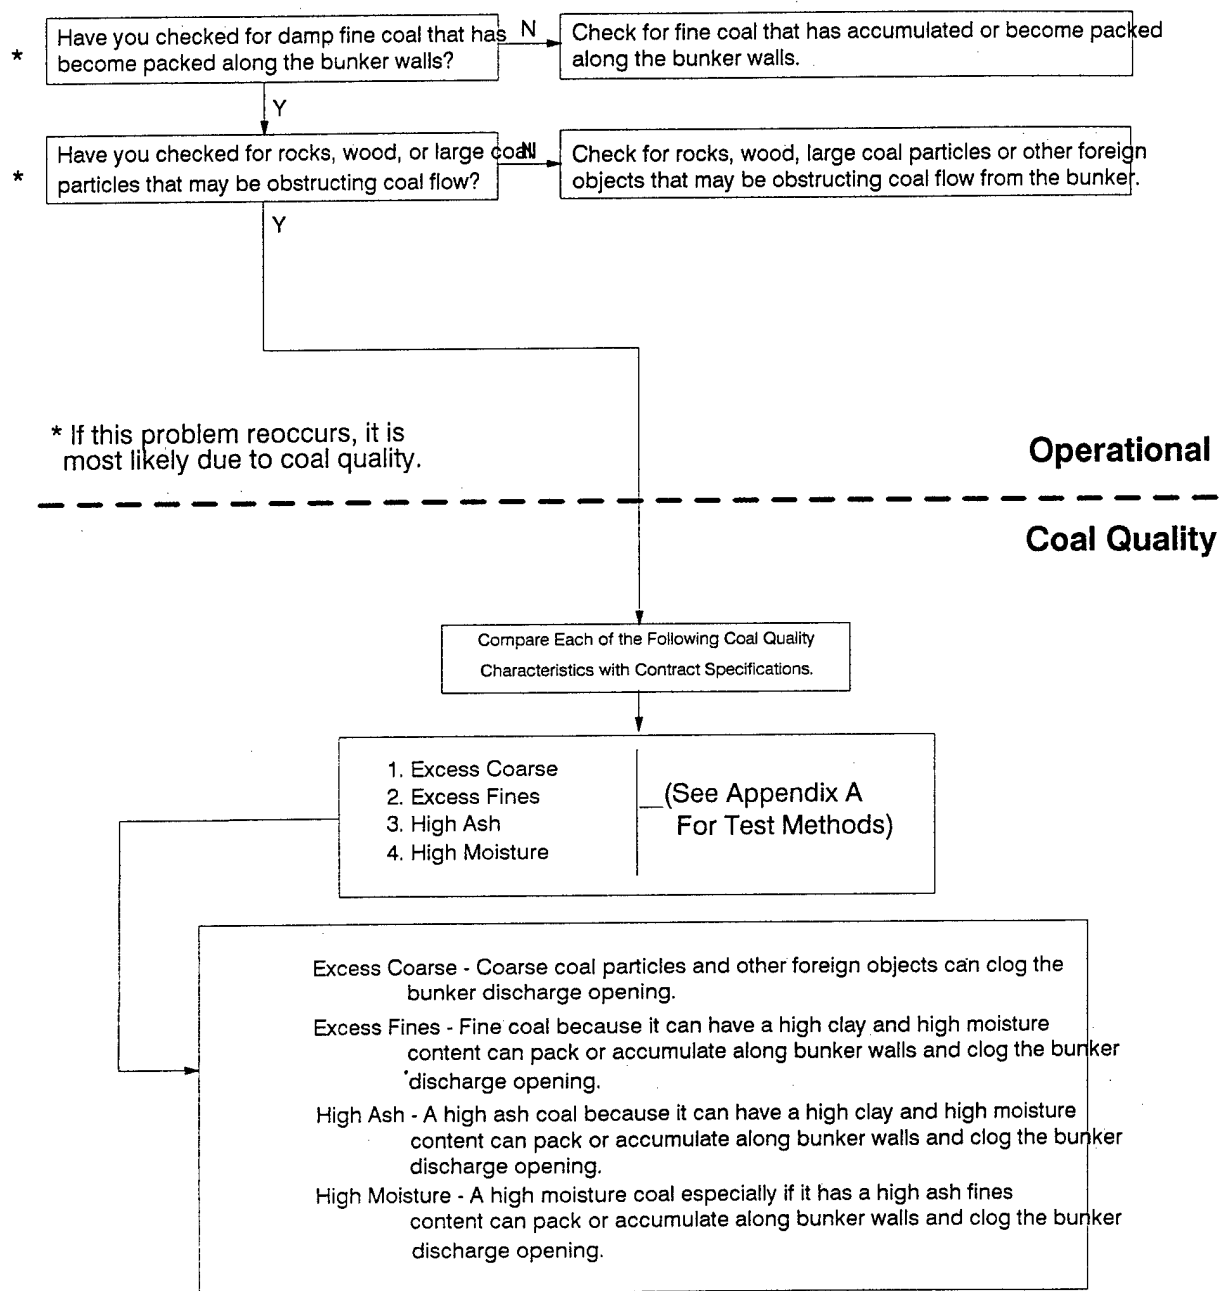 Have you checked for damp fine coal that has
become packed along the bunker walls?
N
Check for fine coal that has accumulated or become packed
along the bunker walls.
*
Y
Have you checked for rocks, wood, or large coal
particles that may be obstructing coal flow?
N
Check for rocks, wood, large coal particles or other foreign
objects that may be obstructing coal flow from the bunker.
*
Y
* If this problem reoccurs, it is
most likely due to coal quality.
Operational
Coal Quality
Compare Each of the Following Coal Quality
Characteristics with Contract Specifications.
1. Excess Coarse
2. Excess Fines
3. High Ash
4. High Moisture
(See Appendix A
For Test Methods)
Excess Coarse - Coarse coal particles and other foreign objects can clog the
bunker discharge opening.
Excess Fines - Fine coal because it can have a high clay and high moisture
content can pack or accumulate along bunker walls and clog the bunker
discharge opening.
High Ash - A high ash coal because it can have a high clay and high moisture
content can pack or accumulate along bunker walls and clog the bunker
discharge opening.
High Moisture - A high moisture coal especially if it has a high ash fines
content can pack or accumulate along bunker walls and clog the bunker
discharge opening.